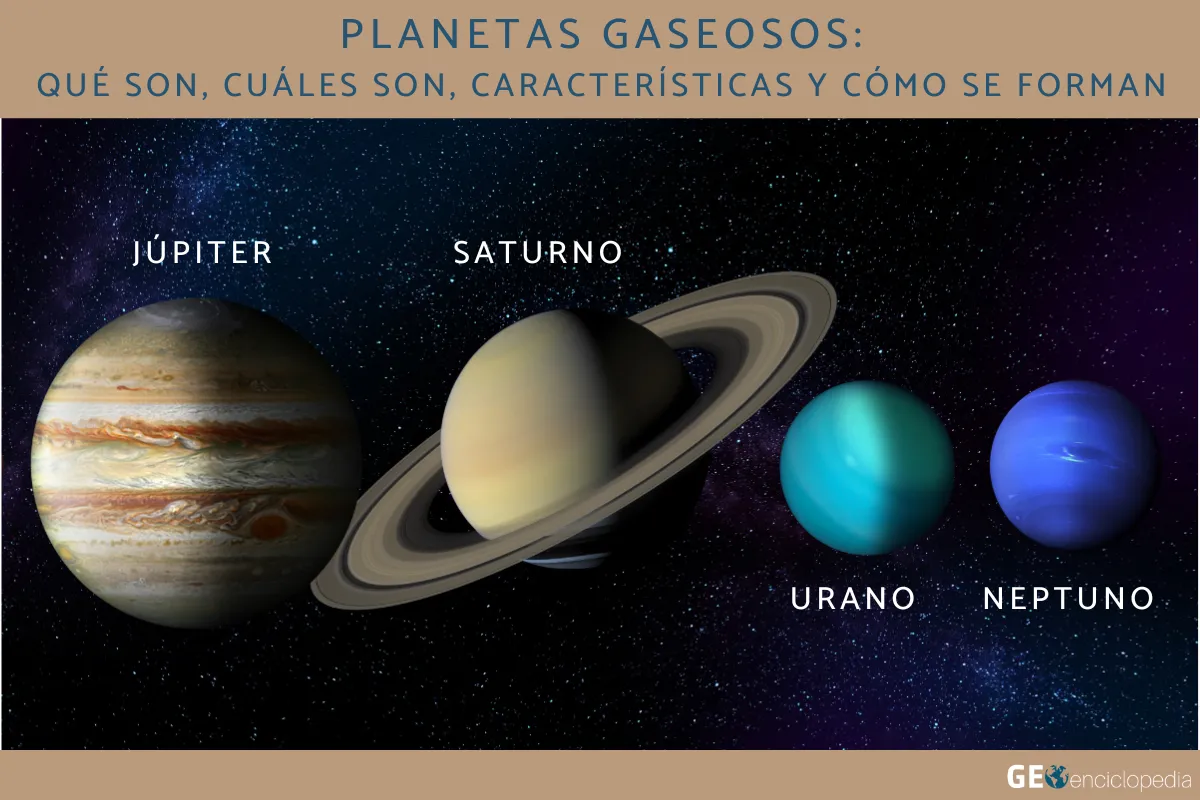 PLANETAS GASEOSOS:
QUÉ SON, CUÁLES SON, CARACTERÍSTICAS Y CÓMO SE FORMAN
JÚPITER
SATURNO
URANO
NEPTUNO
GEOenciclopedia